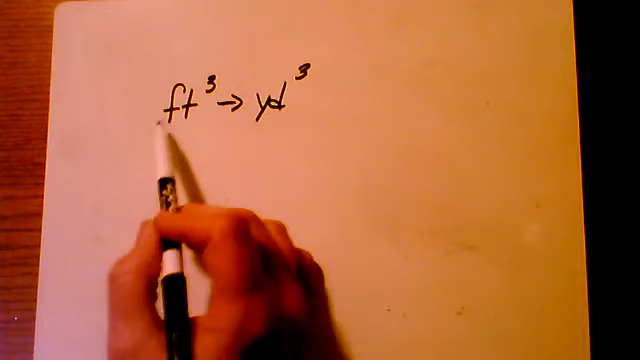 ft³ → yd³